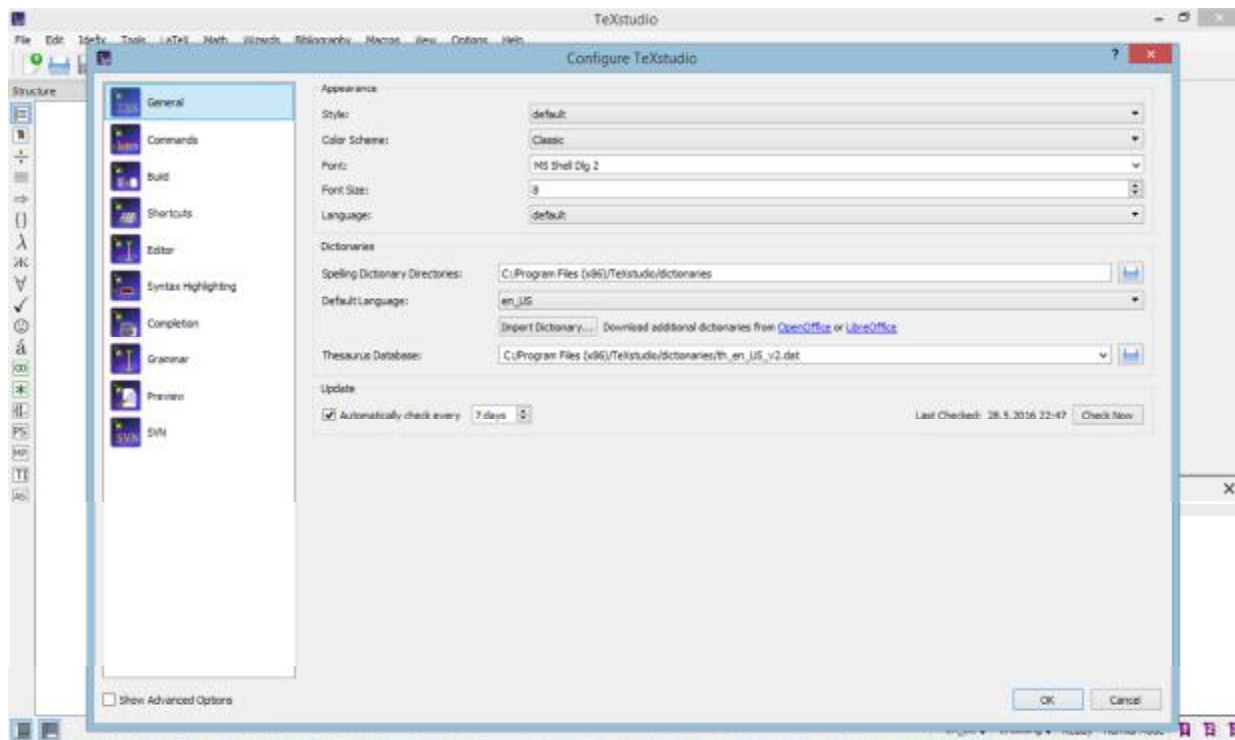 TeXstudio
File Edit Idefix Tools LaTeX Math Wizards Bibliography Macros View Options Help
Configure TeXstudio
?
Structure
General
Commands
Build
Shortcuts
Editor
Syntax Highlighting
Completion
Grammar
Preview
SVN
Appearance
Style: default
Color Scheme: Classic
Font: MS Shell Dlg 2
Font Size: 8
Language: default
Dictionaries
Spelling Dictionary Directories: C:/Program Files (x86)/TeXstudio/dictionaries
Default Language: en_US
Import Dictionary... Download additional dictionaries from OpenOffice or LibreOffice
Thesaurus Database: C:/Program Files (x86)/TeXstudio/dictionaries/th_en_US_v2.dat
Update
Automatically check every 7 days Last Checked: 28.5.2016 22:47 Check Now
Show Advanced Options
OK Cancel